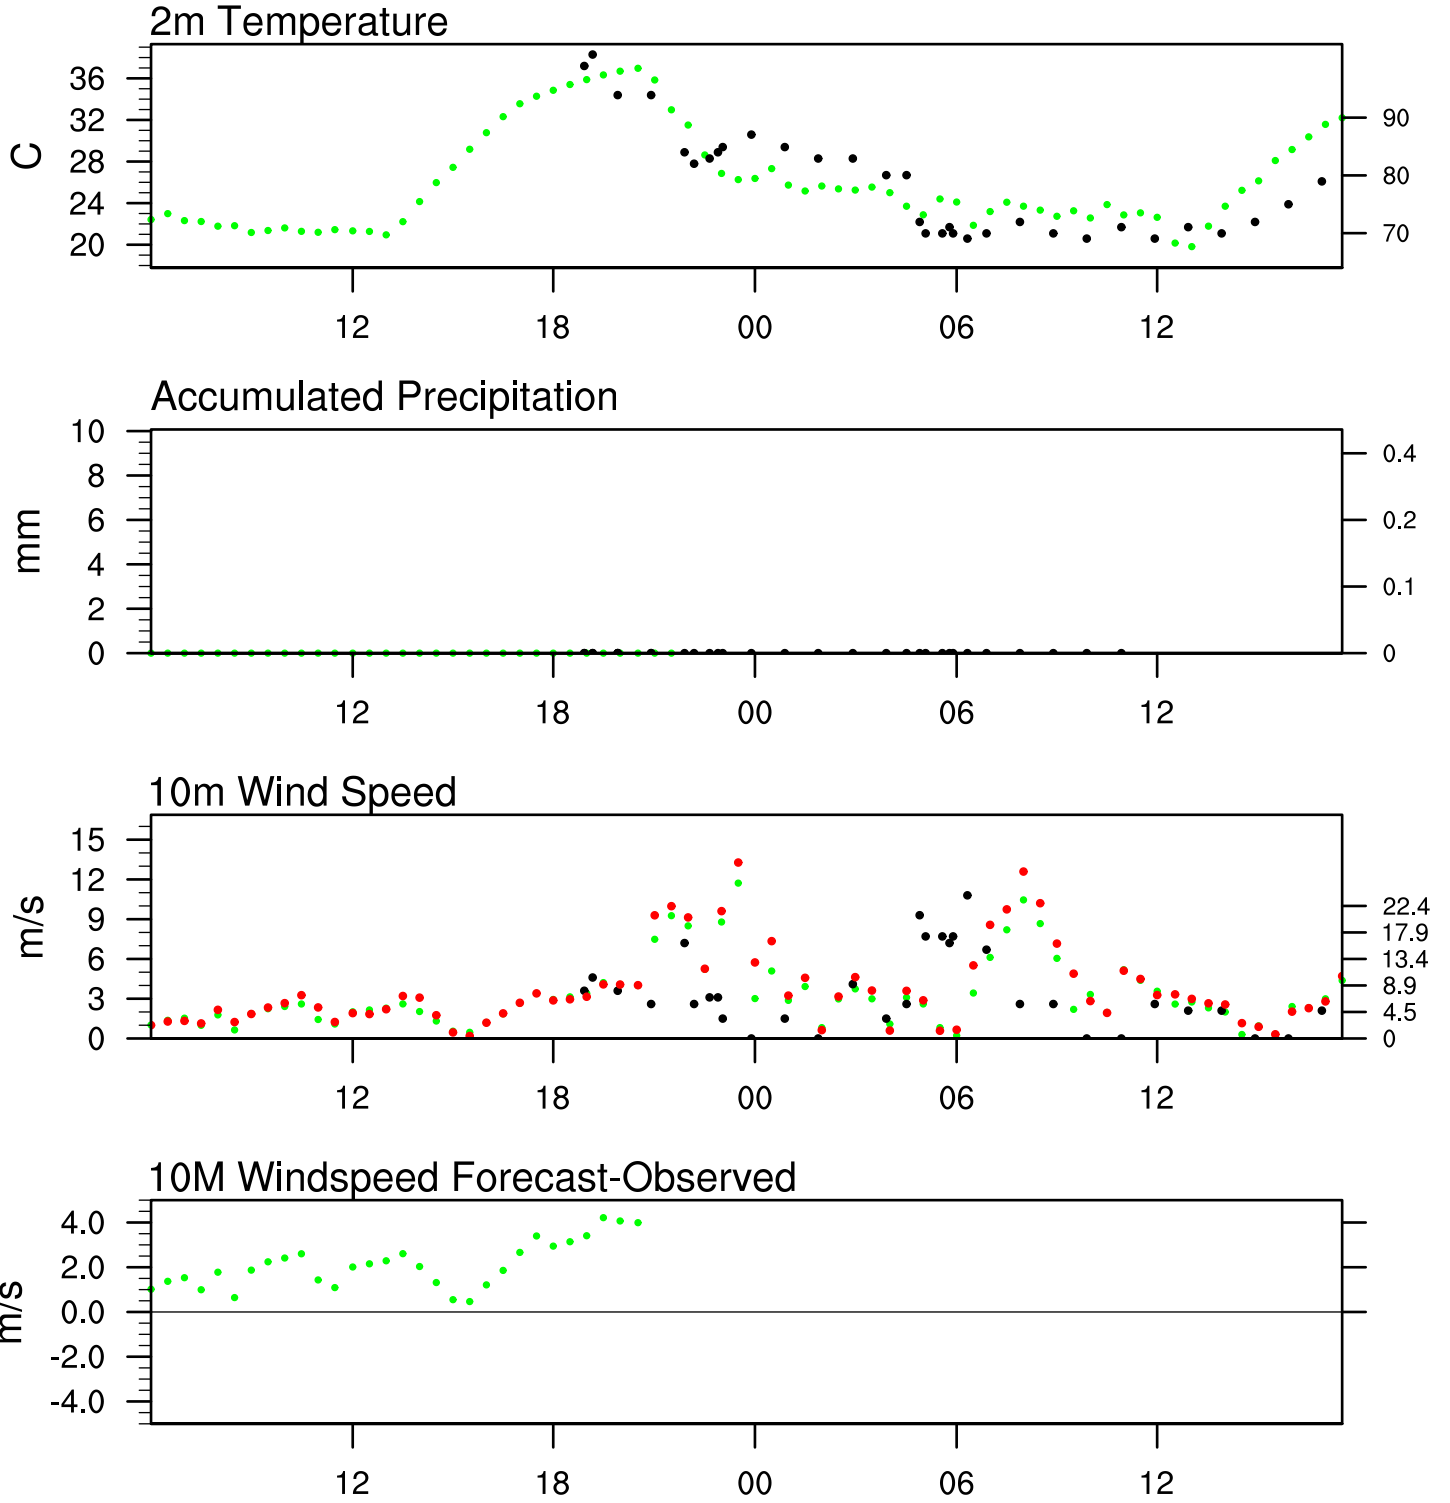 2m Temperature
36
32
28
24
20
C
90
80
70
12 18 00 06 12
Accumulated Precipitation
10
8
6
4
2
0
mm
0.4
0.2
0.1
0
12 18 00 06 12
10m Wind Speed
15
12
9
6
3
0
m/s
22.4
17.9
13.4
8.9
4.5
0
12 18 00 06 12
10M Windspeed Forecast-Observed
4.0
2.0
0.0
-2.0
-4.0
m/s
12 18 00 06 12